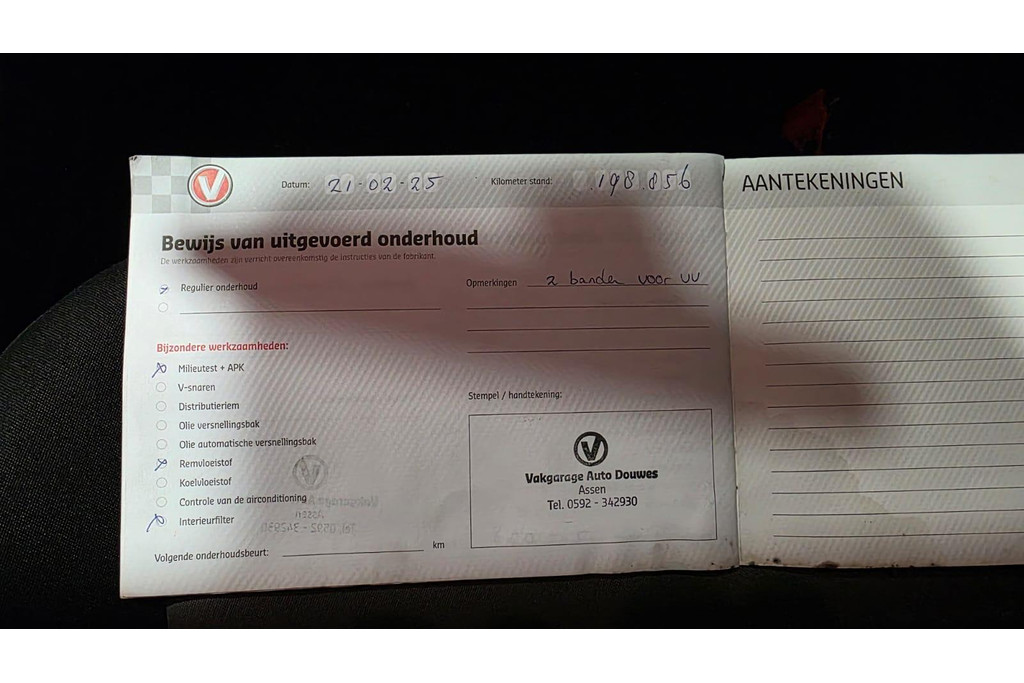 V
Datum: 21-02-25
Kilometer stand: 198.856
Bewijs van uitgevoerd onderhoud
De werkzaamheden zijn verricht overeenkomstig de instructies van de fabrikant.
Regulier onderhoud
Opmerkingen 2 banden voor VV
Bijzondere werkzaamheden:
Milieutest + APK
V-snaren
Distributieriem
Olie versnellingsbak
Olie automatische versnellingsbak
Remvloeistof
Koelvloeistof
Controle van de airconditioning
Interieurfilter
Volgende onderhoudsbeurt: km
Stempel / handtekening:
V
Vakgarage Auto Douwes
Assen
Tel. 0592 - 342930
AANTEKENINGEN